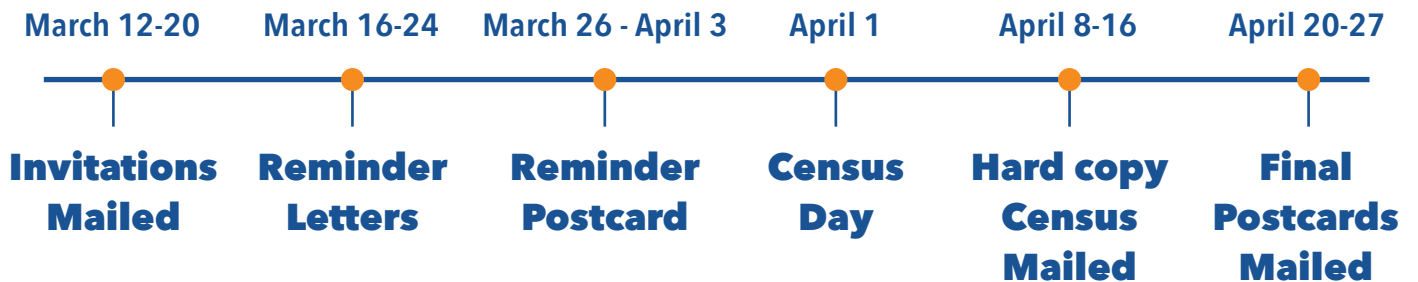 March 12-20
March 16-24
March 26 - April 3
April 1
April 8-16
April 20-27
Invitations
Mailed
Reminder
Letters
Reminder
Postcard
Census
Day
Hard copy
Census
Mailed
Final
Postcards
Mailed